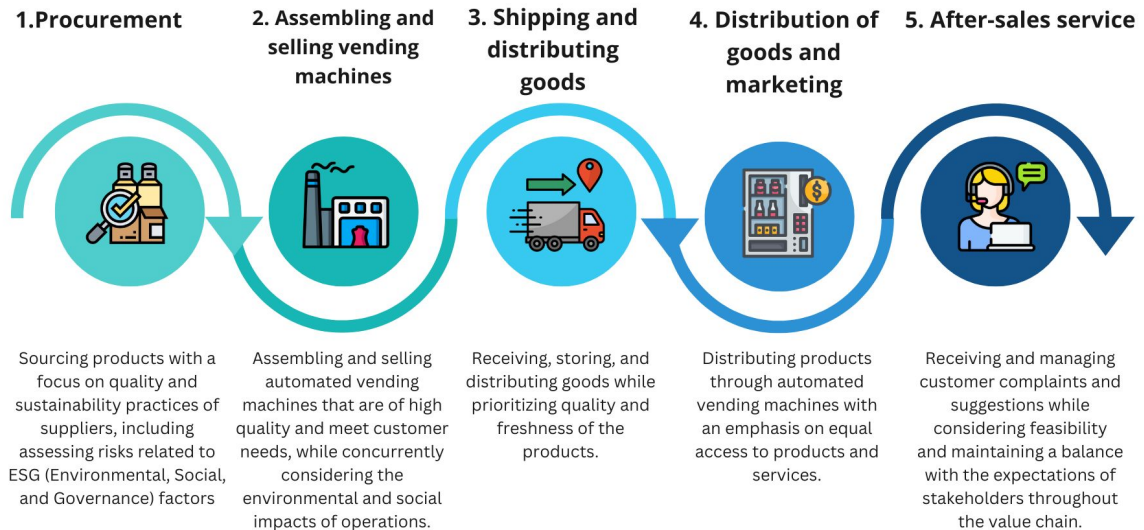 1.Procurement
2. Assembling and
selling vending
machines
3. Shipping and
distributing
goods
4. Distribution of
goods and
marketing
5. After-sales service
$
Sourcing products with a
focus on quality and
sustainability practices of
suppliers, including
assessing risks related to
ESG (Environmental, Social,
and Governance) factors
Assembling and selling
automated vending
machines that are of high
quality and meet customer
needs, while concurrently
considering the
environmental and social
impacts of operations.
Receiving, storing, and
distributing goods while
prioritizing quality and
freshness of the
products.
Distributing products
through automated
vending machines with
an emphasis on equal
access to products and
services.
Receiving and managing
customer complaints and
suggestions while
considering feasibility
and maintaining a balance
with the expectations of
stakeholders throughout
the value chain.